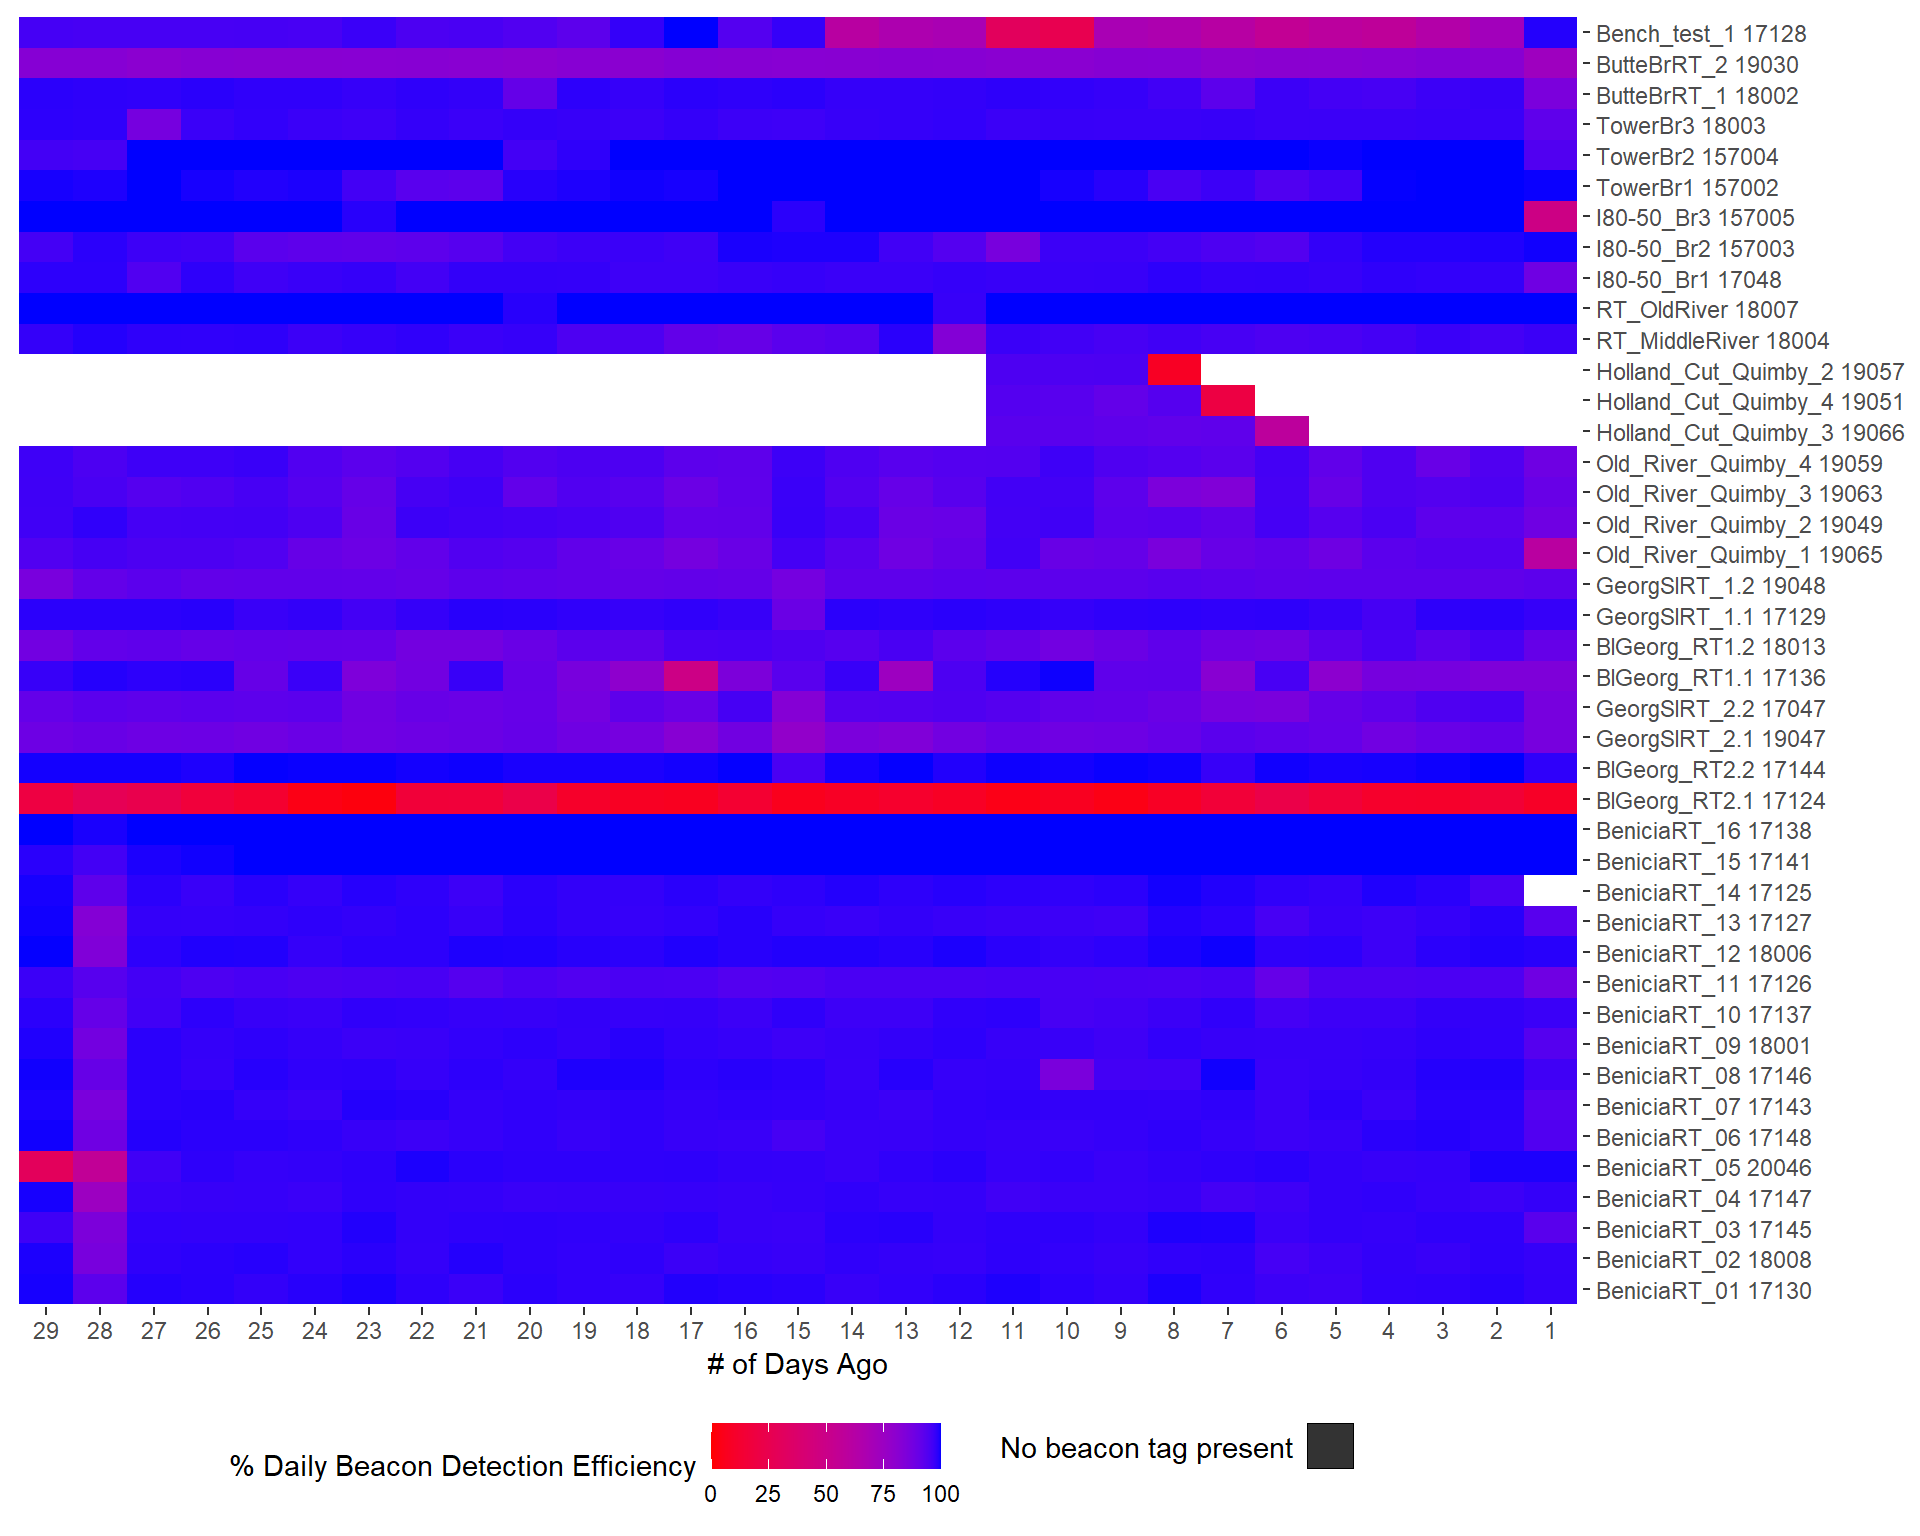 Bench_test_1 17128
ButteBrRT_2 19030
ButteBrRT_1 18002
TowerBr3 18003
TowerBr2 157004
TowerBr1 157002
I80-50_Br3 157005
I80-50_Br2 157003
I80-50_Br1 17048
RT_OldRiver 18007
RT_MiddleRiver 18004
Holland_Cut_Quimby_2 19057
Holland_Cut_Quimby_4 19051
Holland_Cut_Quimby_3 19066
Old_River_Quimby_4 19059
Old_River_Quimby_3 19063
Old_River_Quimby_2 19049
Old_River_Quimby_1 19065
GeorgSlRT_1.2 19048
GeorgSlRT_1.1 17129
BlGeorg_RT1.2 18013
BlGeorg_RT1.1 17136
GeorgSlRT_2.2 17047
GeorgSlRT_2.1 19047
BlGeorg_RT2.2 17144
BlGeorg_RT2.1 17124
BeniciaRT_16 17138
BeniciaRT_15 17141
BeniciaRT_14 17125
BeniciaRT_13 17127
BeniciaRT_12 18006
BeniciaRT_11 17126
BeniciaRT_10 17137
BeniciaRT_09 18001
BeniciaRT_08 17146
BeniciaRT_07 17143
BeniciaRT_06 17148
BeniciaRT_05 20046
BeniciaRT_04 17147
BeniciaRT_03 17145
BeniciaRT_02 18008
BeniciaRT_01 17130
29 28 27 26 25 24 23 22 21 20 19 18 17 16 15 14 13 12 11 10 9 8 7 6 5 4 3 2 1
# of Days Ago
% Daily Beacon Detection Efficiency
0 25 50 75 100
No beacon tag present